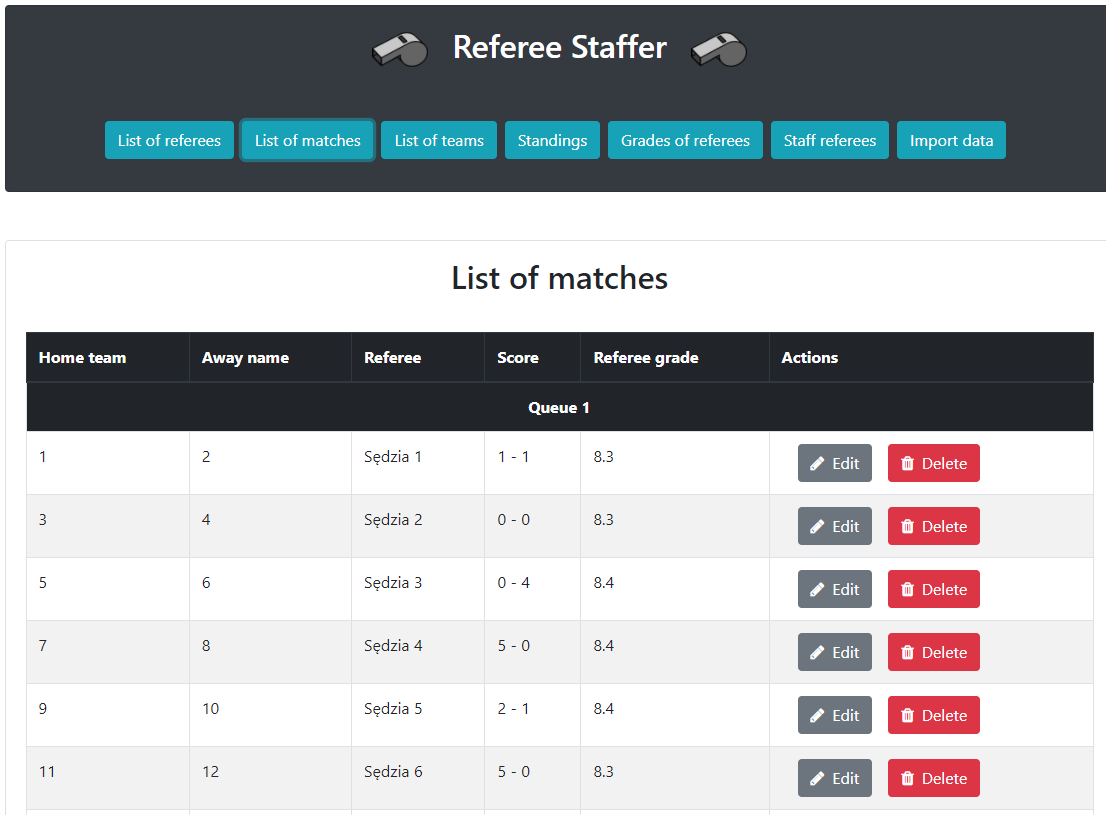 Referee Staffer
List of referees List of matches List of teams Standings Grades of referees Staff referees Import data
List of matches
Home team Away name Referee Score Referee grade Actions
Queue 1
1 2 Sędzia 1 1 - 1 8.3 Edit Delete
3 4 Sędzia 2 0 - 0 8.3 Edit Delete
5 6 Sędzia 3 0 - 4 8.4 Edit Delete
7 8 Sędzia 4 5 - 0 8.4 Edit Delete
9 10 Sędzia 5 2 - 1 8.4 Edit Delete
11 12 Sędzia 6 5 - 0 8.3 Edit Delete